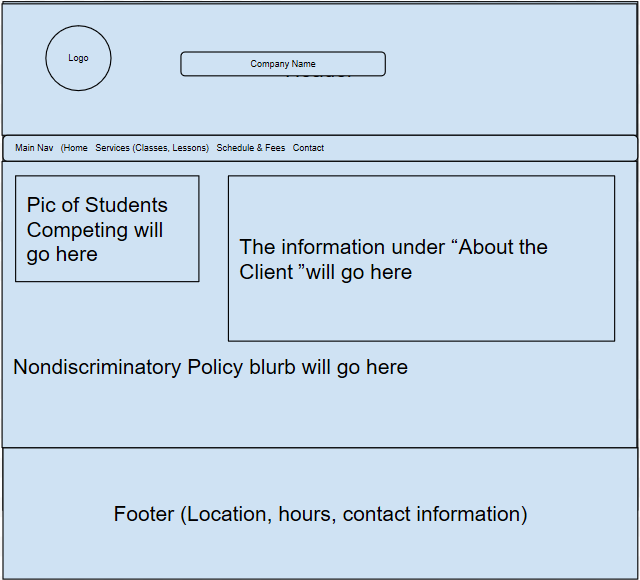 Logo
Company Name
Main Nav (Home Services (Classes, Lessons) Schedule & Fees Contact
Pic of Students
Competing will
go here
The information under “About the
Client ”will go here
Nondiscriminatory Policy blurb will go here
Footer (Location, hours, contact information)